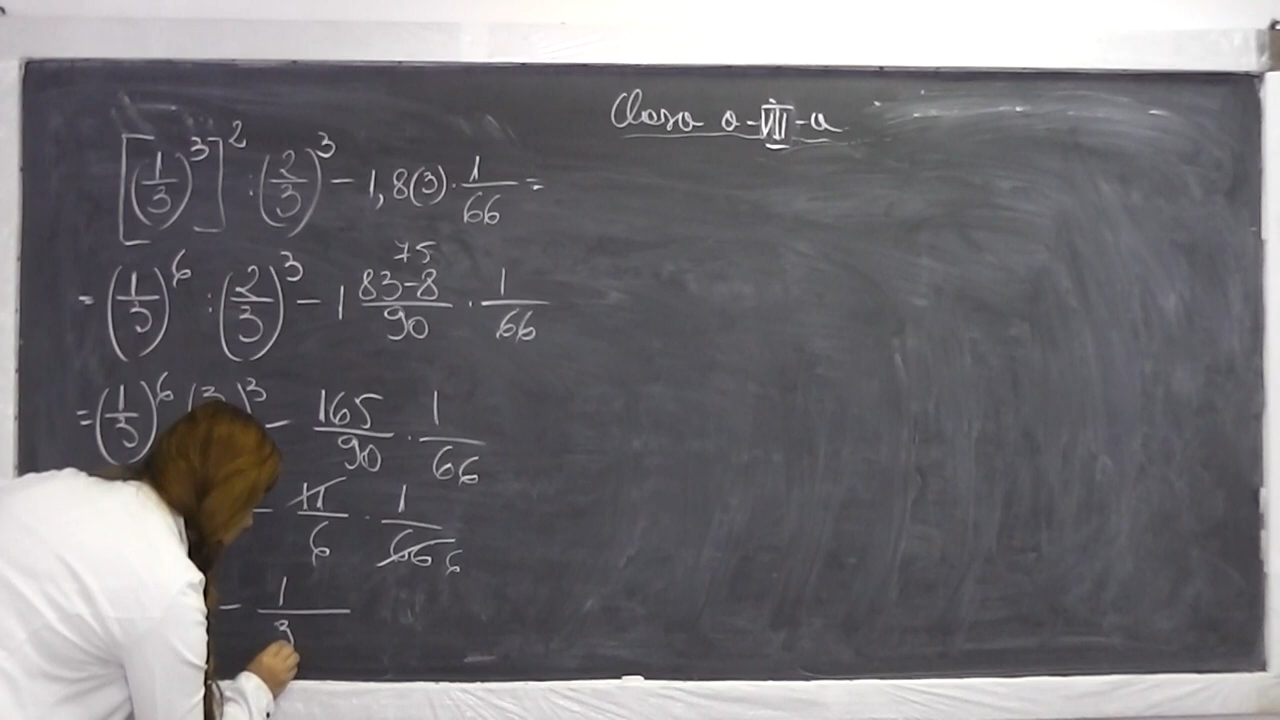 Clasa a-VIII-a
[(1/3)^3]^2 : (2/3)^3 - 1,8(3) · 1/66 =
75
= (1/3)^6 : (2/3)^3 - 1 83-8/90 · 1/66
= (1/3)^6 (3 )^3 - 165/90 · 1/66
- 11/6 · 1/66 6
- 1/3